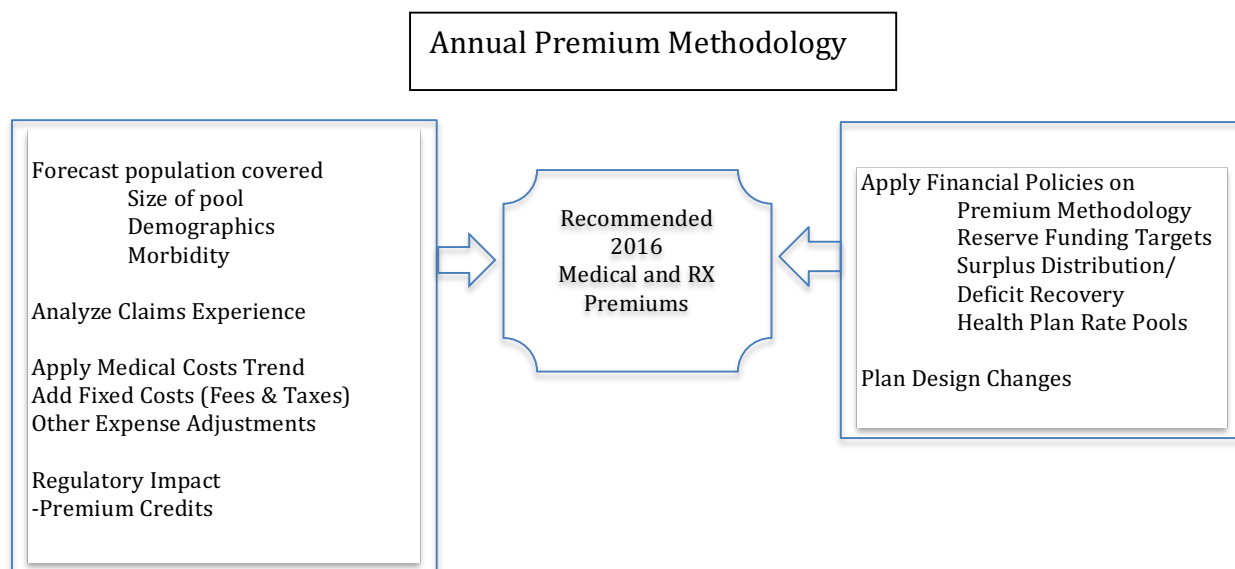 Annual Premium Methodology
Forecast population covered
Size of pool
Demographics
Morbidity
Analyze Claims Experience
Apply Medical Costs Trend
Add Fixed Costs (Fees & Taxes)
Other Expense Adjustments
Regulatory Impact
-Premium Credits
Recommended
2016
Medical and RX
Premiums
Apply Financial Policies on
Premium Methodology
Reserve Funding Targets
Surplus Distribution/
Deficit Recovery
Health Plan Rate Pools
Plan Design Changes